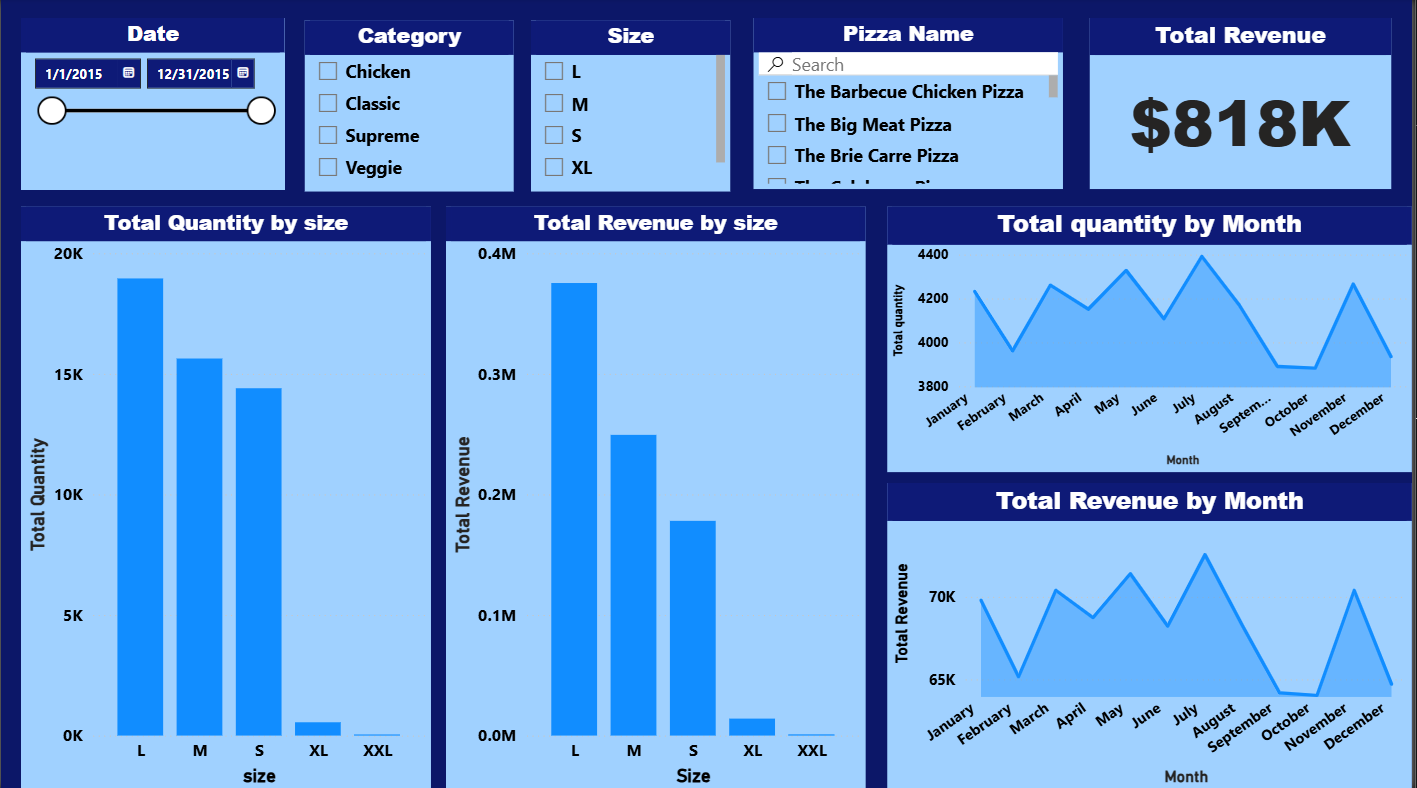 Date
1/1/2015 12/31/2015
Category
Chicken
Classic
Supreme
Veggie
Size
L
M
S
XL
Pizza Name
Search
The Barbecue Chicken Pizza
The Big Meat Pizza
The Brie Carre Pizza
Total Revenue
$818K
Total Quantity by size
Total Quantity
20K
15K
10K
5K
0K
L M S XL XXL
size
Total Revenue by size
Total Revenue
0.4M
0.3M
0.2M
0.1M
0.0M
L M S XL XXL
Size
Total quantity by Month
Total quantity
4400
4200
4000
3800
January February March April May June July August Septem... October November December
Month
Total Revenue by Month
Total Revenue
70K
65K
January February March April May June July August September October November December
Month